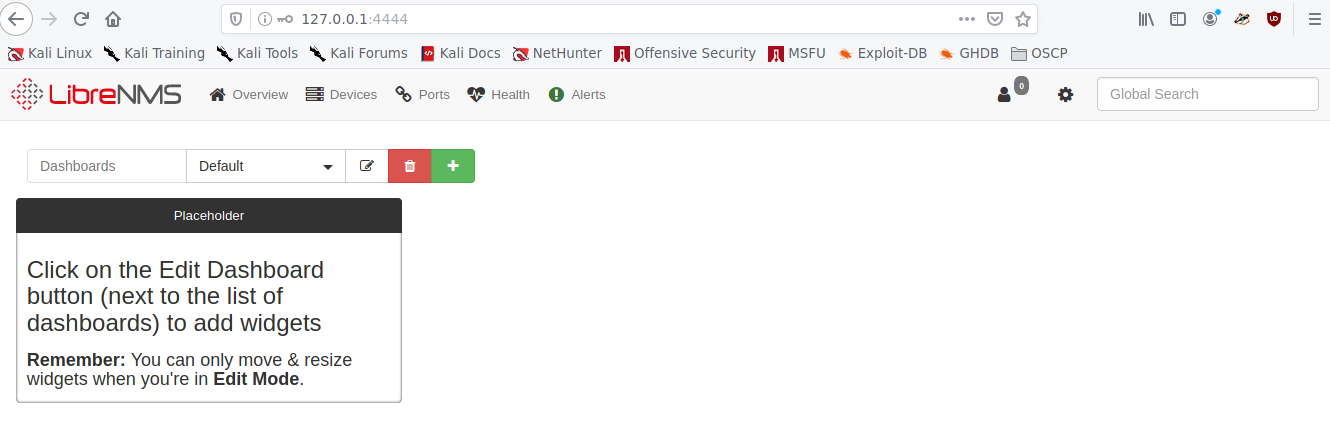 127.0.0.1:4444
Kali Linux Kali Training Kali Tools Kali Forums Kali Docs NetHunter Offensive Security MSFU Exploit-DB GHDB OSCP
LibreNMS Overview Devices Ports Health Alerts 0 Global Search
Dashboards Default
Placeholder
Click on the Edit Dashboard
button (next to the list of
dashboards) to add widgets
Remember: You can only move & resize
widgets when you're in Edit Mode.